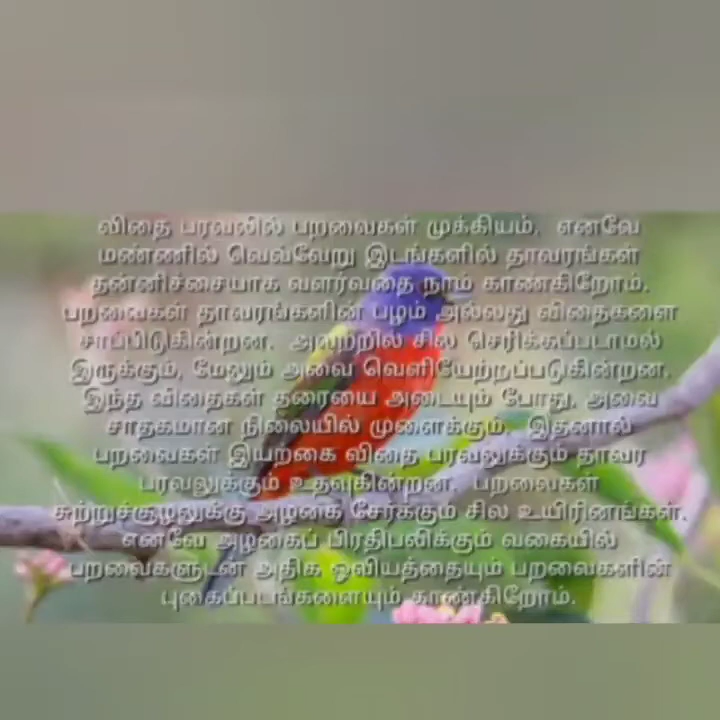 விதை பரவலில் பறவைகள் முக்கியம். எனவே
மண்ணில் வெவ்வேறு இடங்களில் தாவரங்கள்
தன்னிச்சையாக வளர்வதை நாம் காண்கிறோம்.
பறவைகள் தாவரங்களின் பழம் அல்லது விதைகளை
சாப்பிடுகின்றன. அவற்றில் சில செரிக்கப்படாமல்
இருக்கும், மேலும் அவை வெளியேற்றப்படுகின்றன.
இந்த விதைகள் தரையை அடையும் போது, அவை
சாதகமான நிலையில் முளைக்கும். இதனால்
பறவைகள் இயற்கை விதை பரவலுக்கும் தாவர
பரவலுக்கும் உதவுகின்றன. பறவைகள்
சுற்றுச்சூழலுக்கு அழகை சேர்க்கும் சில உயிரினங்கள்.
எனவே அழகைப் பிரதிபலிக்கும் வகையில்
பறவைகளுடன் அதிக ஓவியத்தையும் பறவைகளின்
புகைப்படங்களையும் காண்கிறோம்.